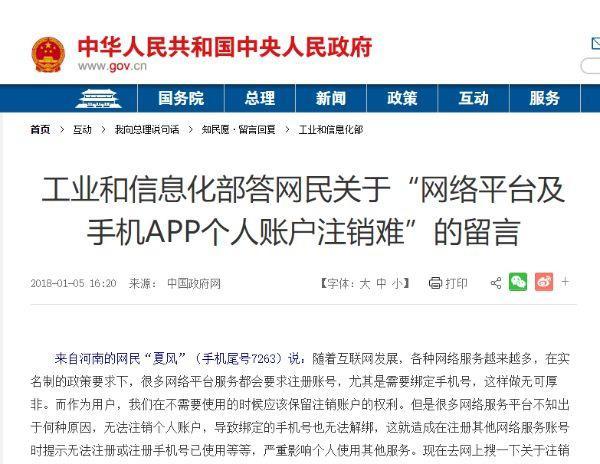 中华人民共和国中央人民政府
www.gov.cn
国务院 总理 新闻 政策 互动 服务
首页 > 互动 > 我向总理说句话 > 知民愿·留言回复 > 工业和信息化部
工业和信息化部答网民关于“网络平台及
手机APP个人账户注销难”的留言
2018-01-05 16:20 来源： 中国政府网 【字体：大 中 小】 打印
来自河南的网民“夏风”（手机尾号7263）说：随着互联网发展，各种网络服务越来越多，在实
名制的政策要求下，很多网络平台服务都会要求注册账号，尤其是需要绑定手机号，这样做无可厚
非。而作为用户，我们在不需要使用的时候应该保留注销账户的权利。但是很多网络服务平台不知出
于何种原因，无法注销个人账户，导致绑定的手机号也无法解绑，这就造成在注册其他网络服务账号
时提示无法注册或注册手机号已使用等等，严重影响个人使用其他服务。现在去网上搜一下关于注销